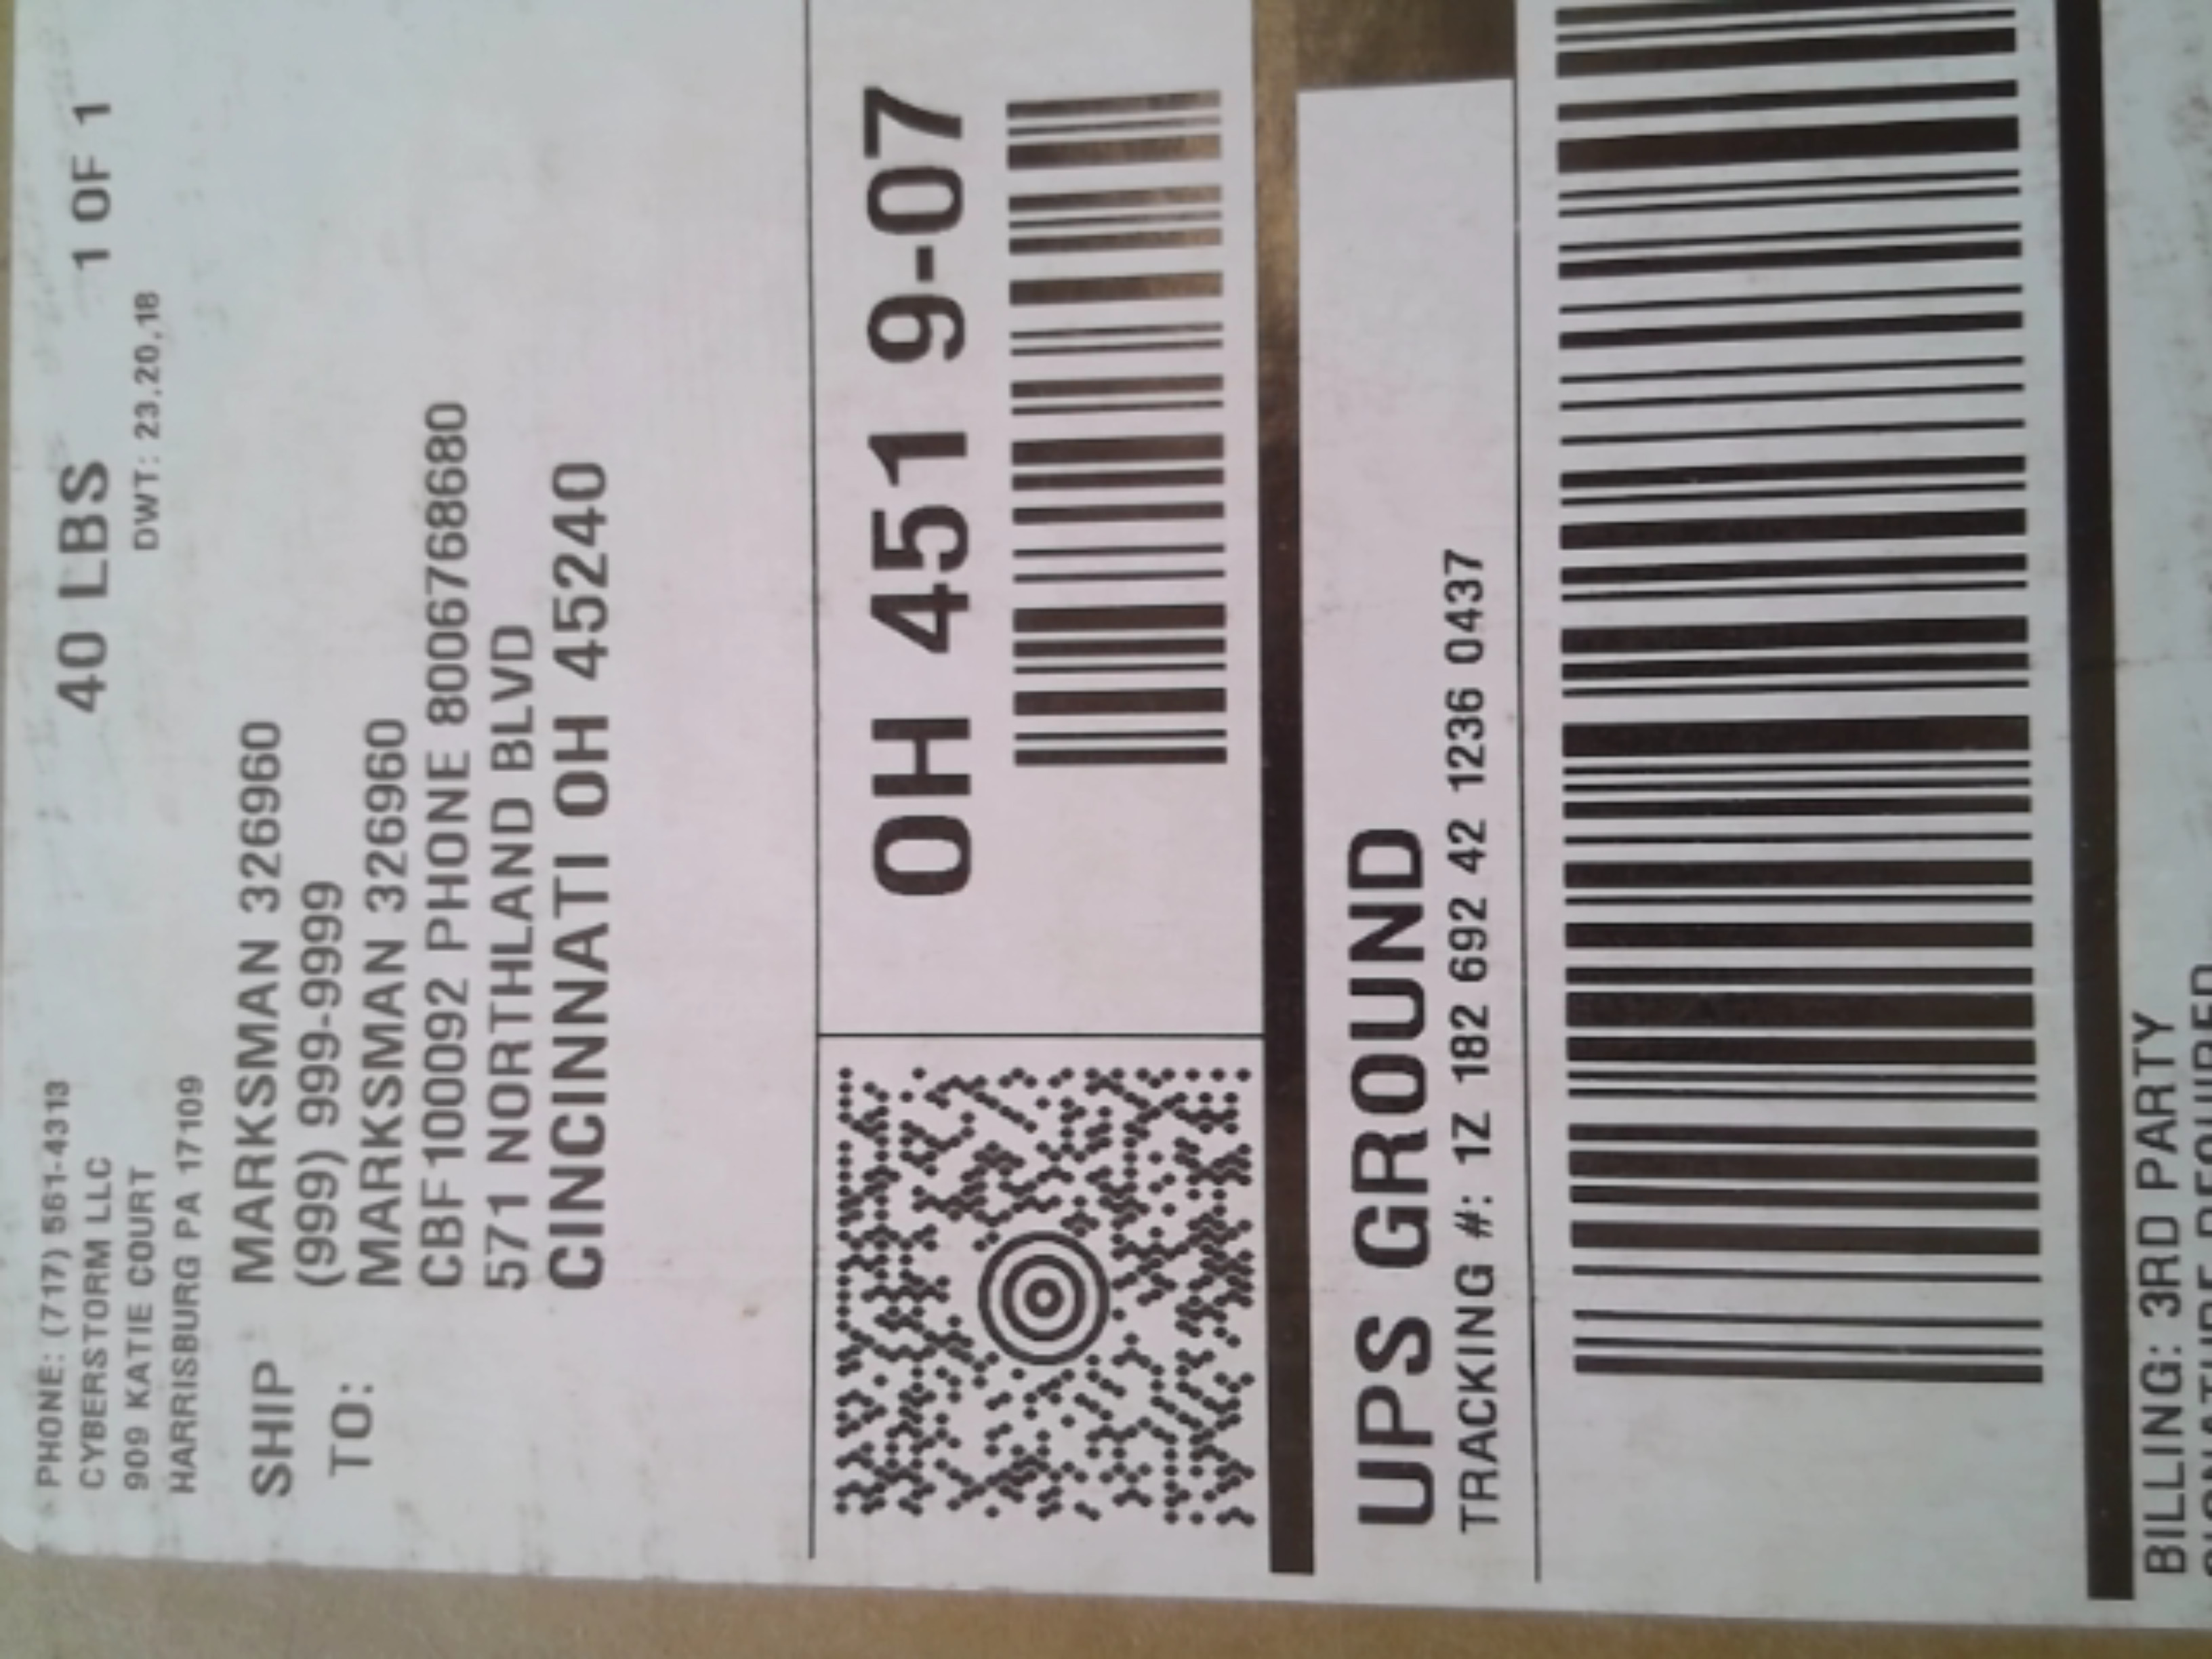 PHONE: (717) 561-4313
CYBERSTORM LLC
909 KATIE COURT
HARRISBURG PA 17109
40 LBS 1 OF 1
DWT: 23,20,18
SHIP TO:
MARKSMAN 326960
(999) 999-9999
MARKSMAN 326960
CBF100092 PHONE 8006768680
571 NORTHLAND BLVD
CINCINNATI OH 45240
OH 451 9-07
UPS GROUND
TRACKING #: 1Z 182 692 42 1236 0437
BILLING: 3RD PARTY
SIGNATURE REQUIRED